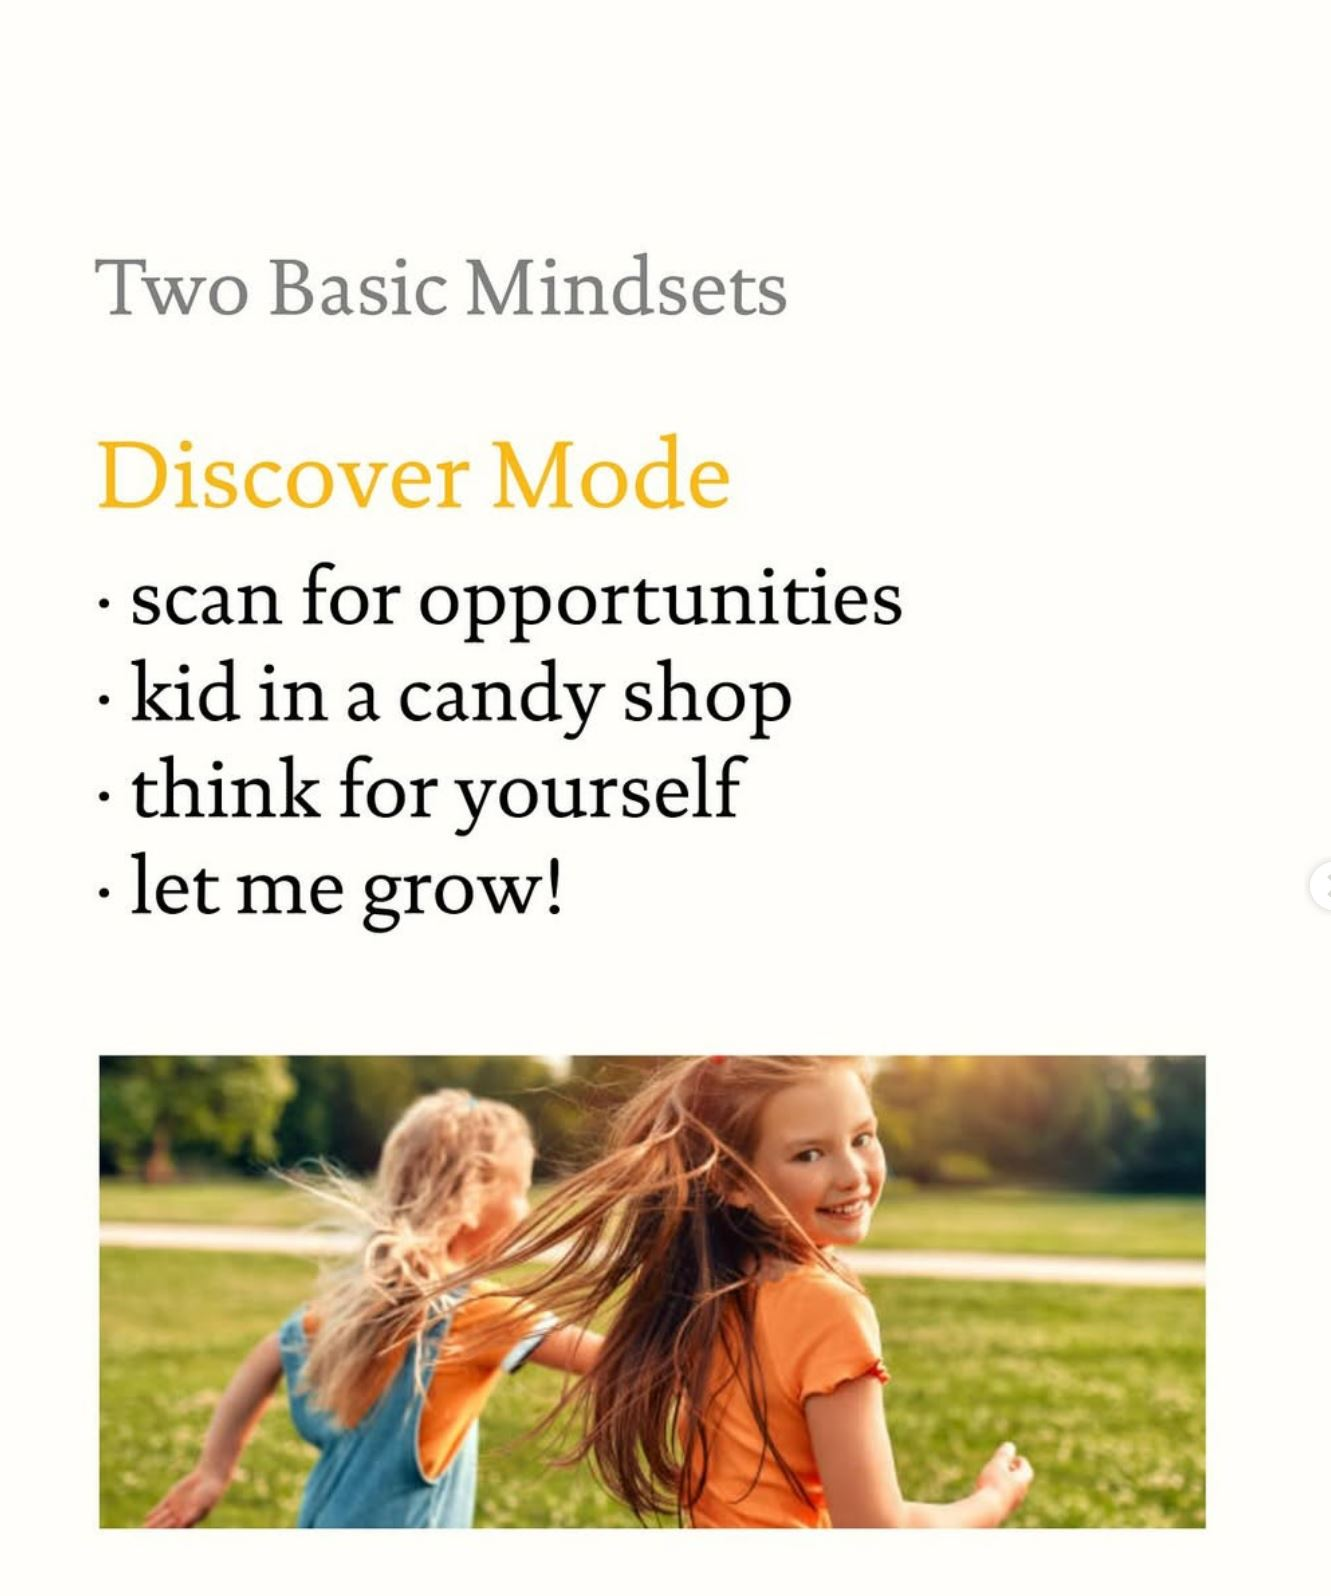 Two Basic Mindsets
Discover Mode
· scan for opportunities
· kid in a candy shop
· think for yourself
· let me grow!